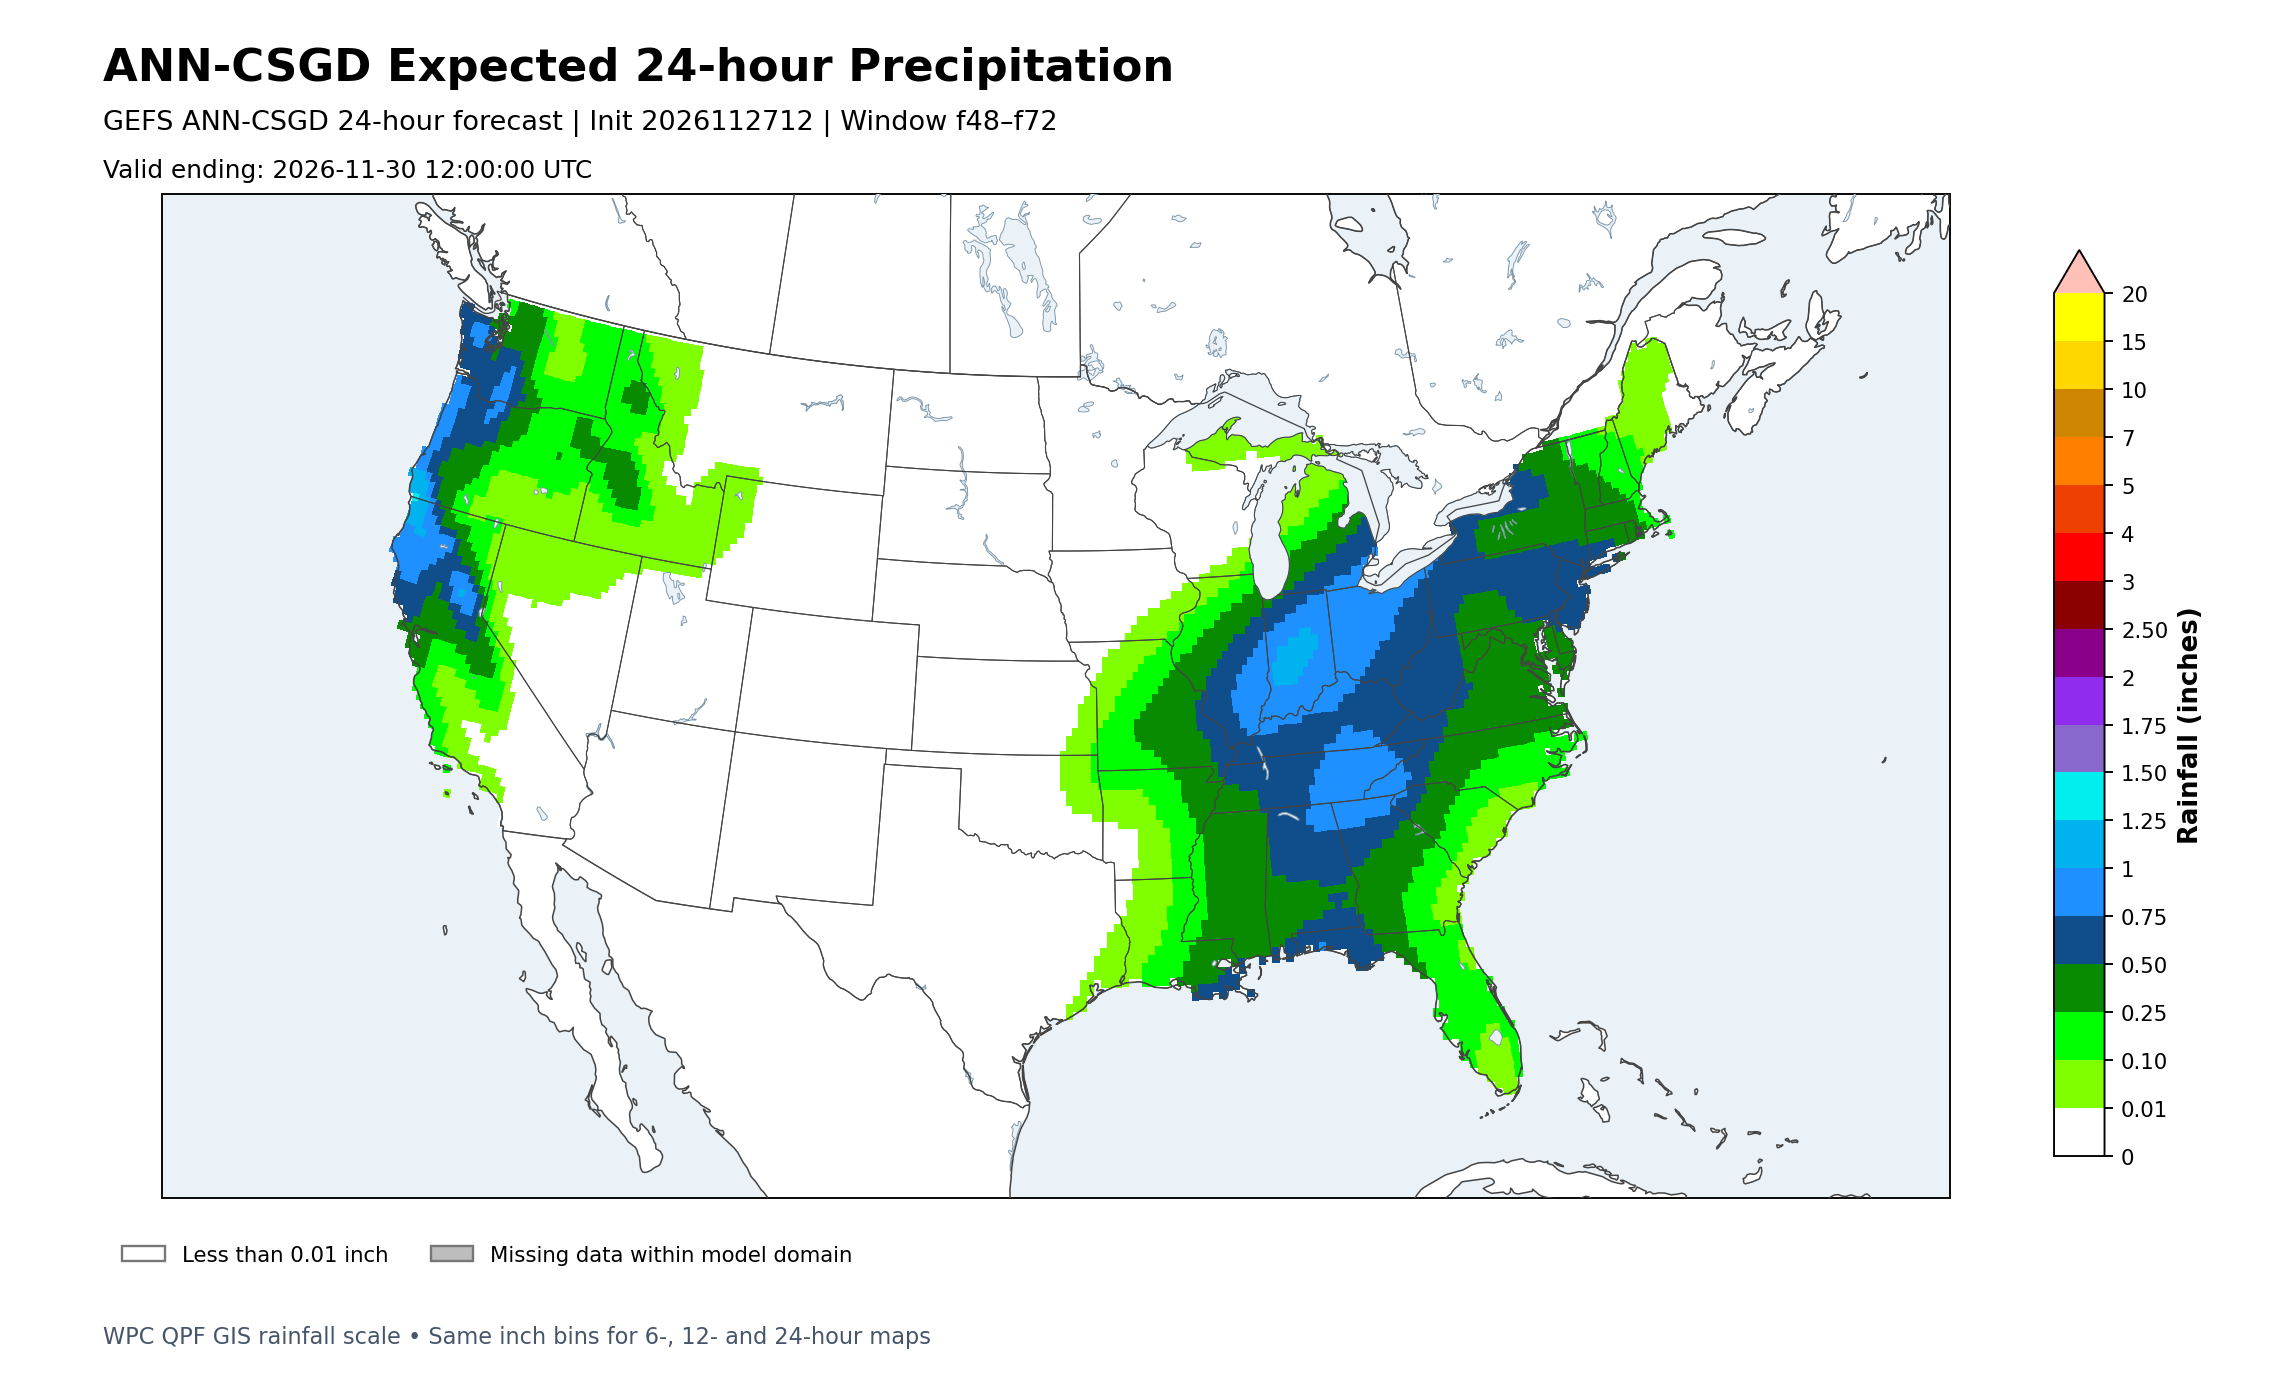 ANN-CSGD Expected 24-hour Precipitation
GEFS ANN-CSGD 24-hour forecast | Init 2026112712 | Window f48–f72
Valid ending: 2026-11-30 12:00:00 UTC
20
15
10
7
5
4
3
2.50
2
1.75
1.50
1.25
1
0.75
0.50
0.25
0.10
0.01
0
Rainfall (inches)
Less than 0.01 inch
Missing data within model domain
WPC QPF GIS rainfall scale • Same inch bins for 6-, 12- and 24-hour maps